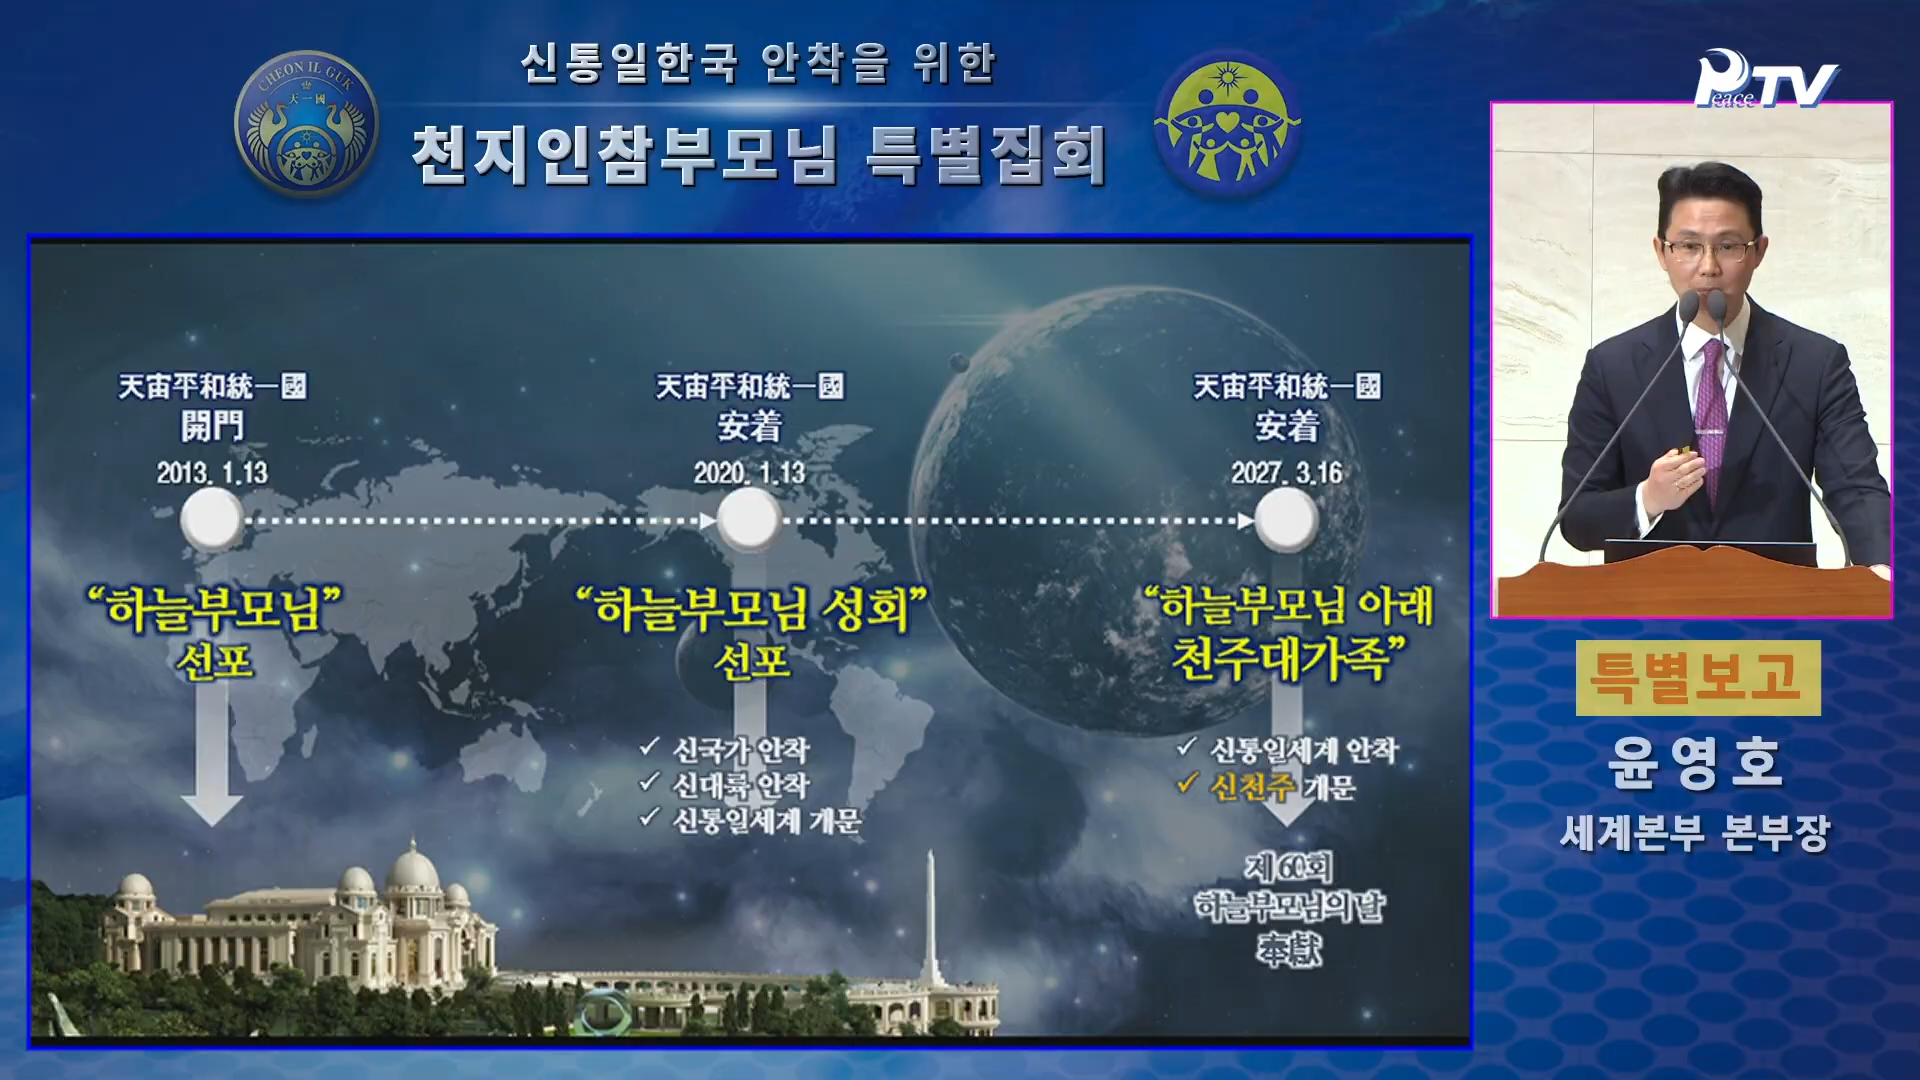 신통일한국 안착을 위한
천지인참부모님 특별집회
CHEON IL GUK
天一國
Peace TV
天宙平和統一國
開門
2013. 1.13
“하늘부모님”
선포
天宙平和統一國
安着
2020. 1.13
“하늘부모님 성회”
선포
✓ 신국가 안착
✓ 신대륙 안착
✓ 신통일세계 개문
天宙平和統一國
安着
2027. 3.16
“하늘부모님 아래
천주대가족”
✓ 신통일세계 안착
✓ 신천주 개문
제60회
하늘부모님의 달
奉獻
특별보고
윤영호
세계본부 본부장